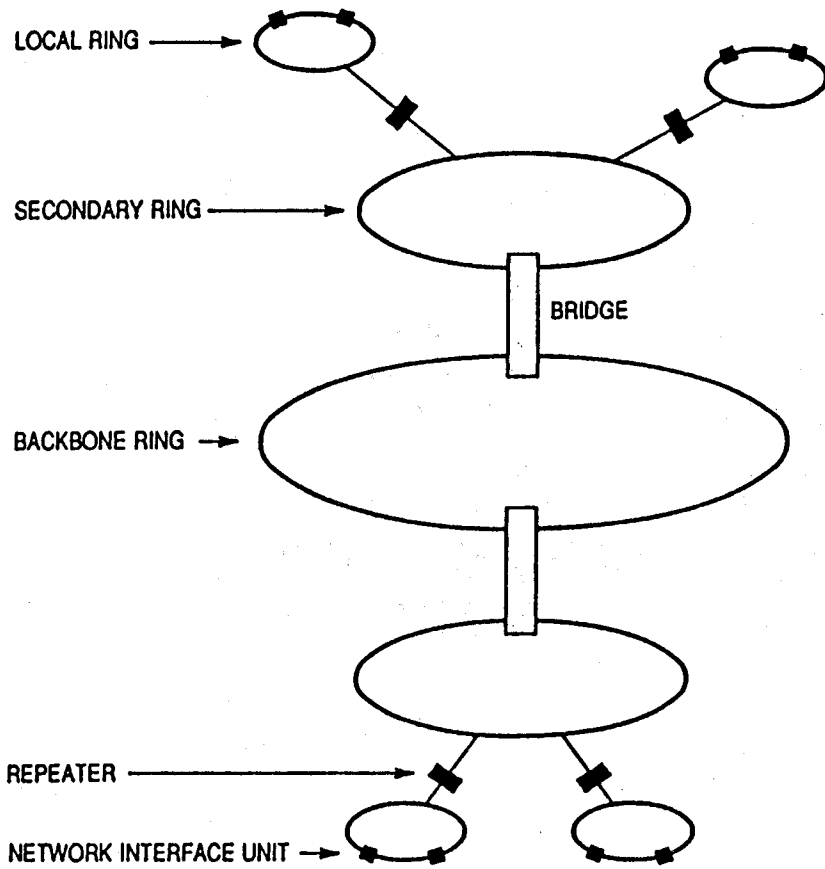 LOCAL RING
SECONDARY RING
BRIDGE
BACKBONE RING
REPEATER
NETWORK INTERFACE UNIT